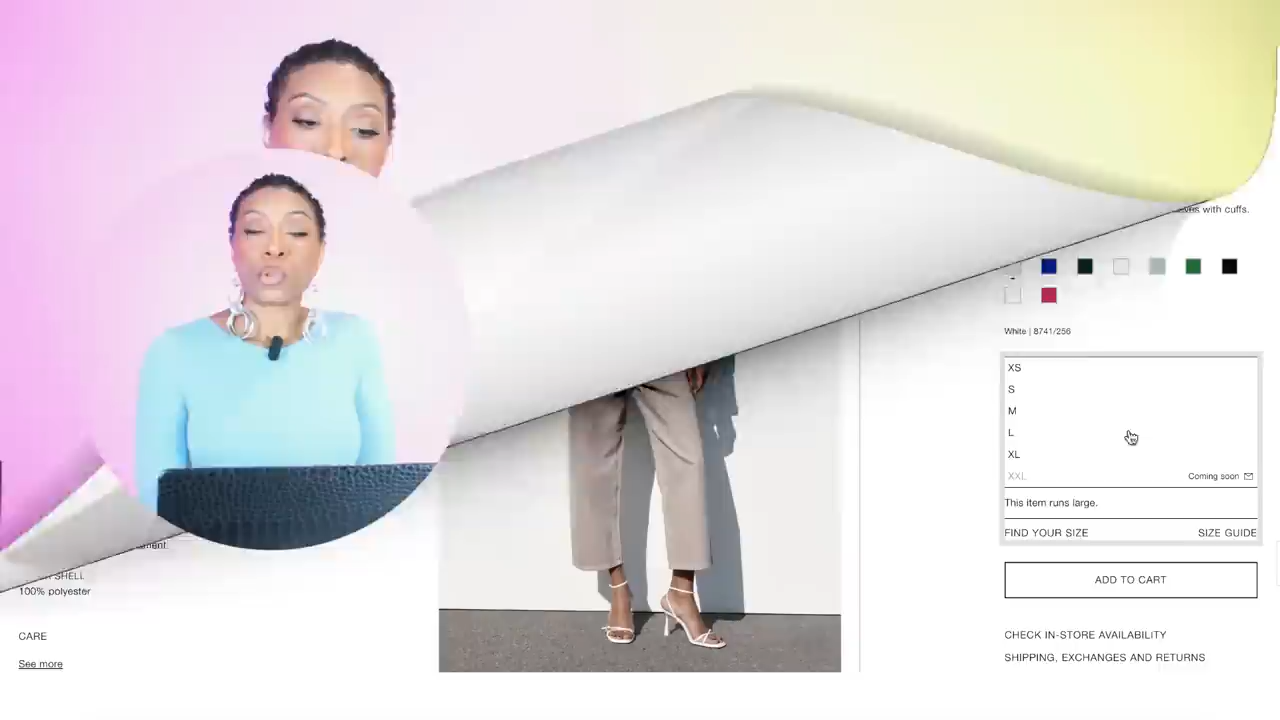 with cuffs.
White | 8741/256
XS
S
M
L
XL
XXL Coming soon
This item runs large.
FIND YOUR SIZE SIZE GUIDE
ADD TO CART
CHECK IN-STORE AVAILABILITY
SHIPPING, EXCHANGES AND RETURNS
SHELL
100% polyester
CARE
See more